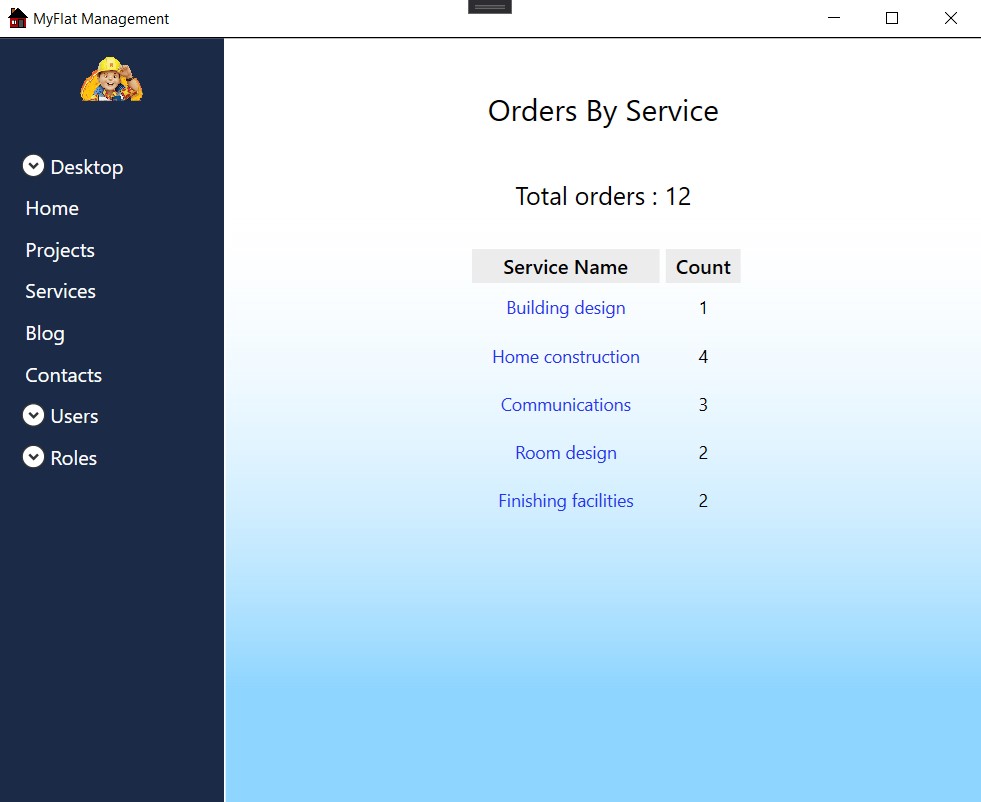 MyFlat Management
Desktop
Home
Projects
Services
Blog
Contacts
Users
Roles
Orders By Service
Total orders : 12
Service Name Count
Building design 1
Home construction 4
Communications 3
Room design 2
Finishing facilities 2